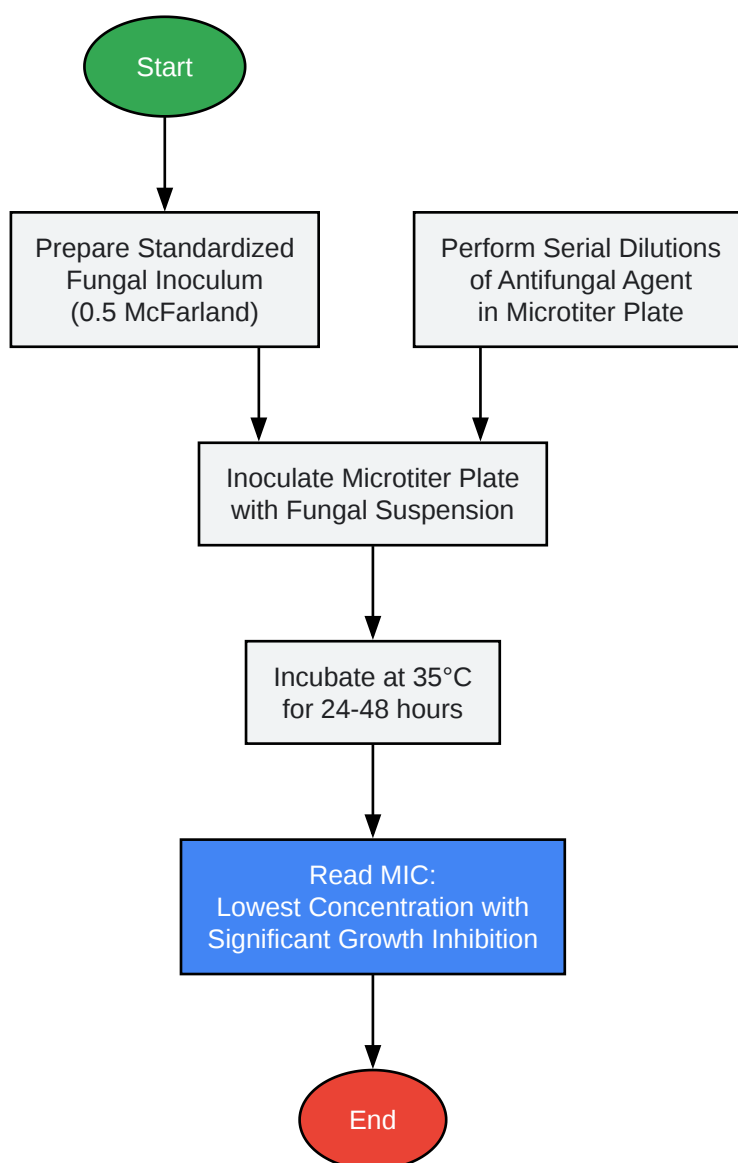 Start
Prepare Standardized
Fungal Inoculum
(0.5 McFarland)
Perform Serial Dilutions
of Antifungal Agent
in Microtiter Plate
Inoculate Microtiter Plate
with Fungal Suspension
Incubate at 35°C
for 24-48 hours
Read MIC:
Lowest Concentration with
Significant Growth Inhibition
End